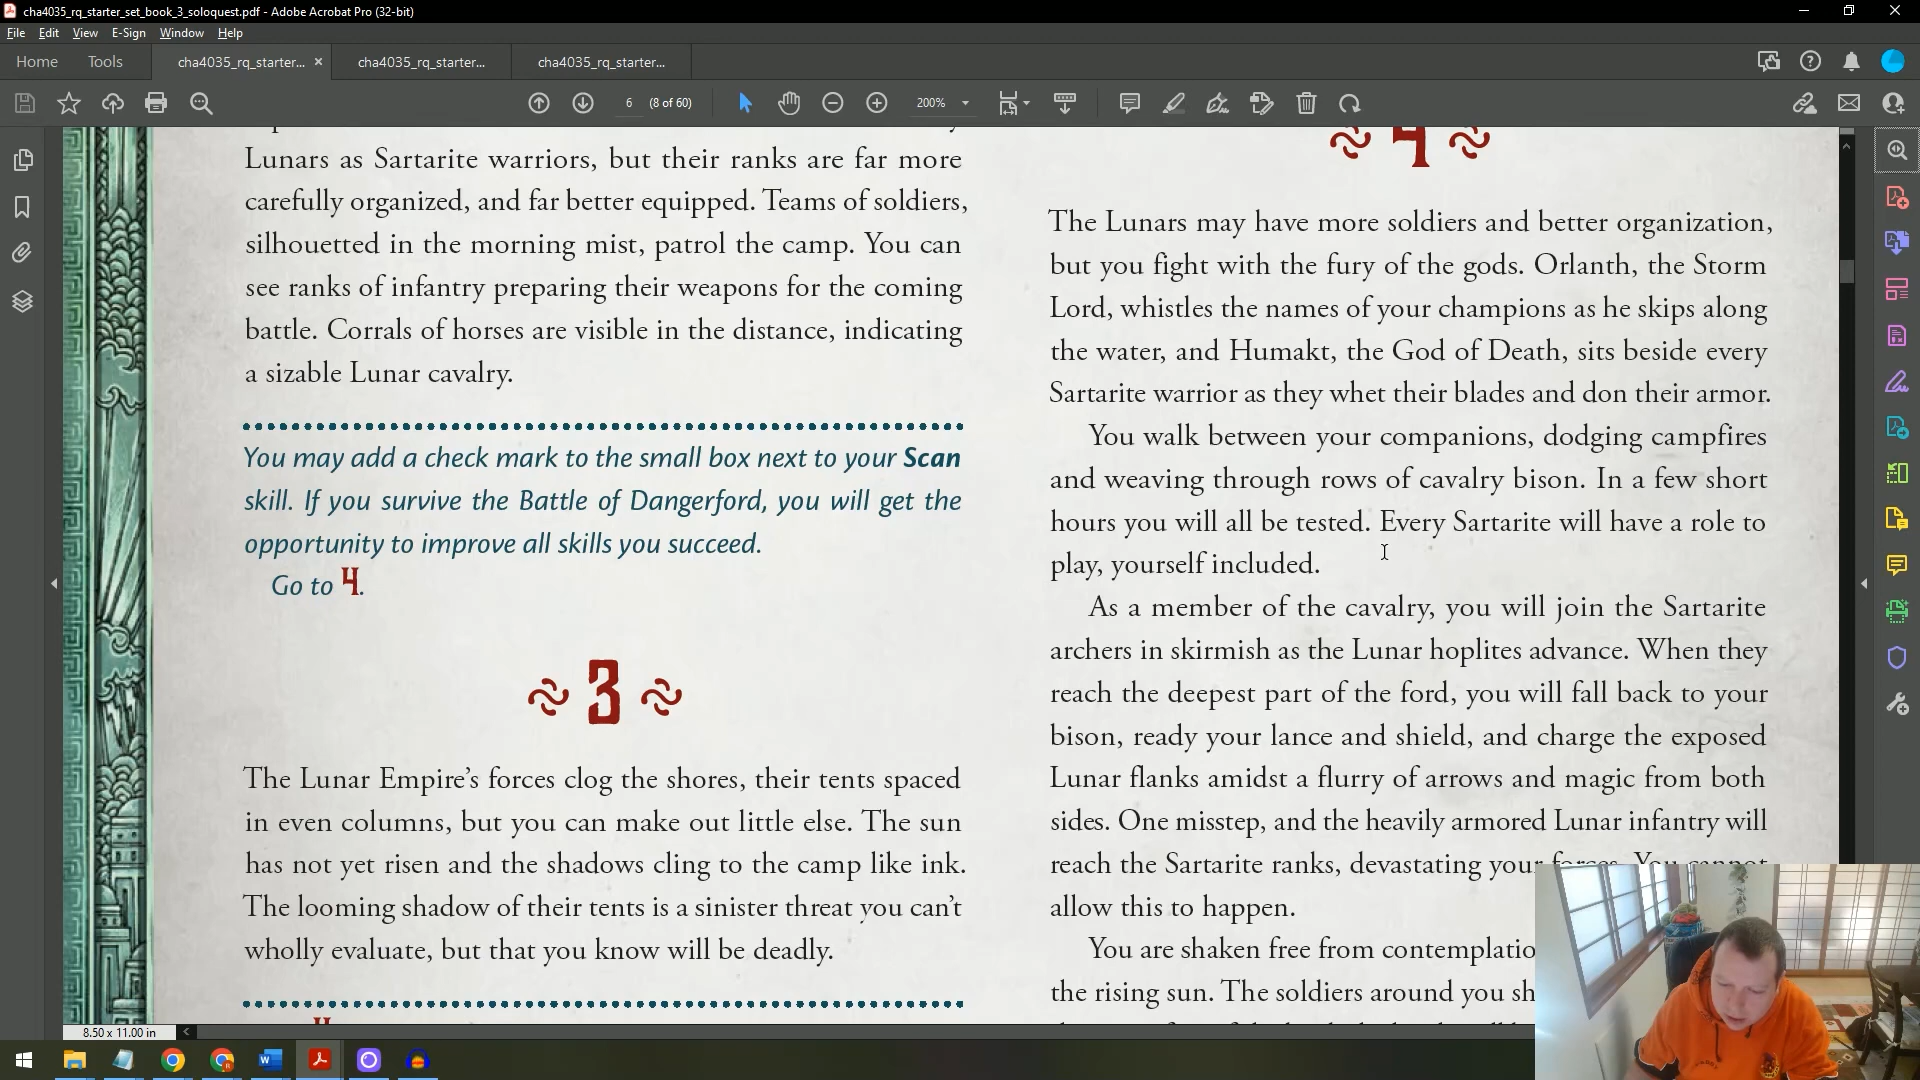 cha4035_rq_starter_set_book_3_soloquest.pdf - Adobe Acrobat Pro (32-bit)
File Edit View E-Sign Window Help
Home Tools cha4035_rq_starter... × cha4035_rq_starter... cha4035_rq_starter...
6 (8 of 60) 200%
Lunars as Sartarite warriors, but their ranks are far more
carefully organized, and far better equipped. Teams of soldiers,
silhouetted in the morning mist, patrol the camp. You can
see ranks of infantry preparing their weapons for the coming
battle. Corrals of horses are visible in the distance, indicating
a sizable Lunar cavalry.
You may add a check mark to the small box next to your Scan
skill. If you survive the Battle of Dangerford, you will get the
opportunity to improve all skills you succeed.
Go to 4.
3
The Lunar Empire’s forces clog the shores, their tents spaced
in even columns, but you can make out little else. The sun
has not yet risen and the shadows cling to the camp like ink.
The looming shadow of their tents is a sinister threat you can’t
wholly evaluate, but that you know will be deadly.
4
The Lunars may have more soldiers and better organization,
but you fight with the fury of the gods. Orlanth, the Storm
Lord, whistles the names of your champions as he skips along
the water, and Humakt, the God of Death, sits beside every
Sartarite warrior as they whet their blades and don their armor.
You walk between your companions, dodging campfires
and weaving through rows of cavalry bison. In a few short
hours you will all be tested. Every Sartarite will have a role to
play, yourself included.
As a member of the cavalry, you will join the Sartarite
archers in skirmish as the Lunar hoplites advance. When they
reach the deepest part of the ford, you will fall back to your
bison, ready your lance and shield, and charge the exposed
Lunar flanks amidst a flurry of arrows and magic from both
sides. One misstep, and the heavily armored Lunar infantry will
reach the Sartarite ranks, devastating your forces. You cannot
allow this to happen.
You are shaken free from contemplatio
the rising sun. The soldiers around you sh
8.50 x 11.00 in